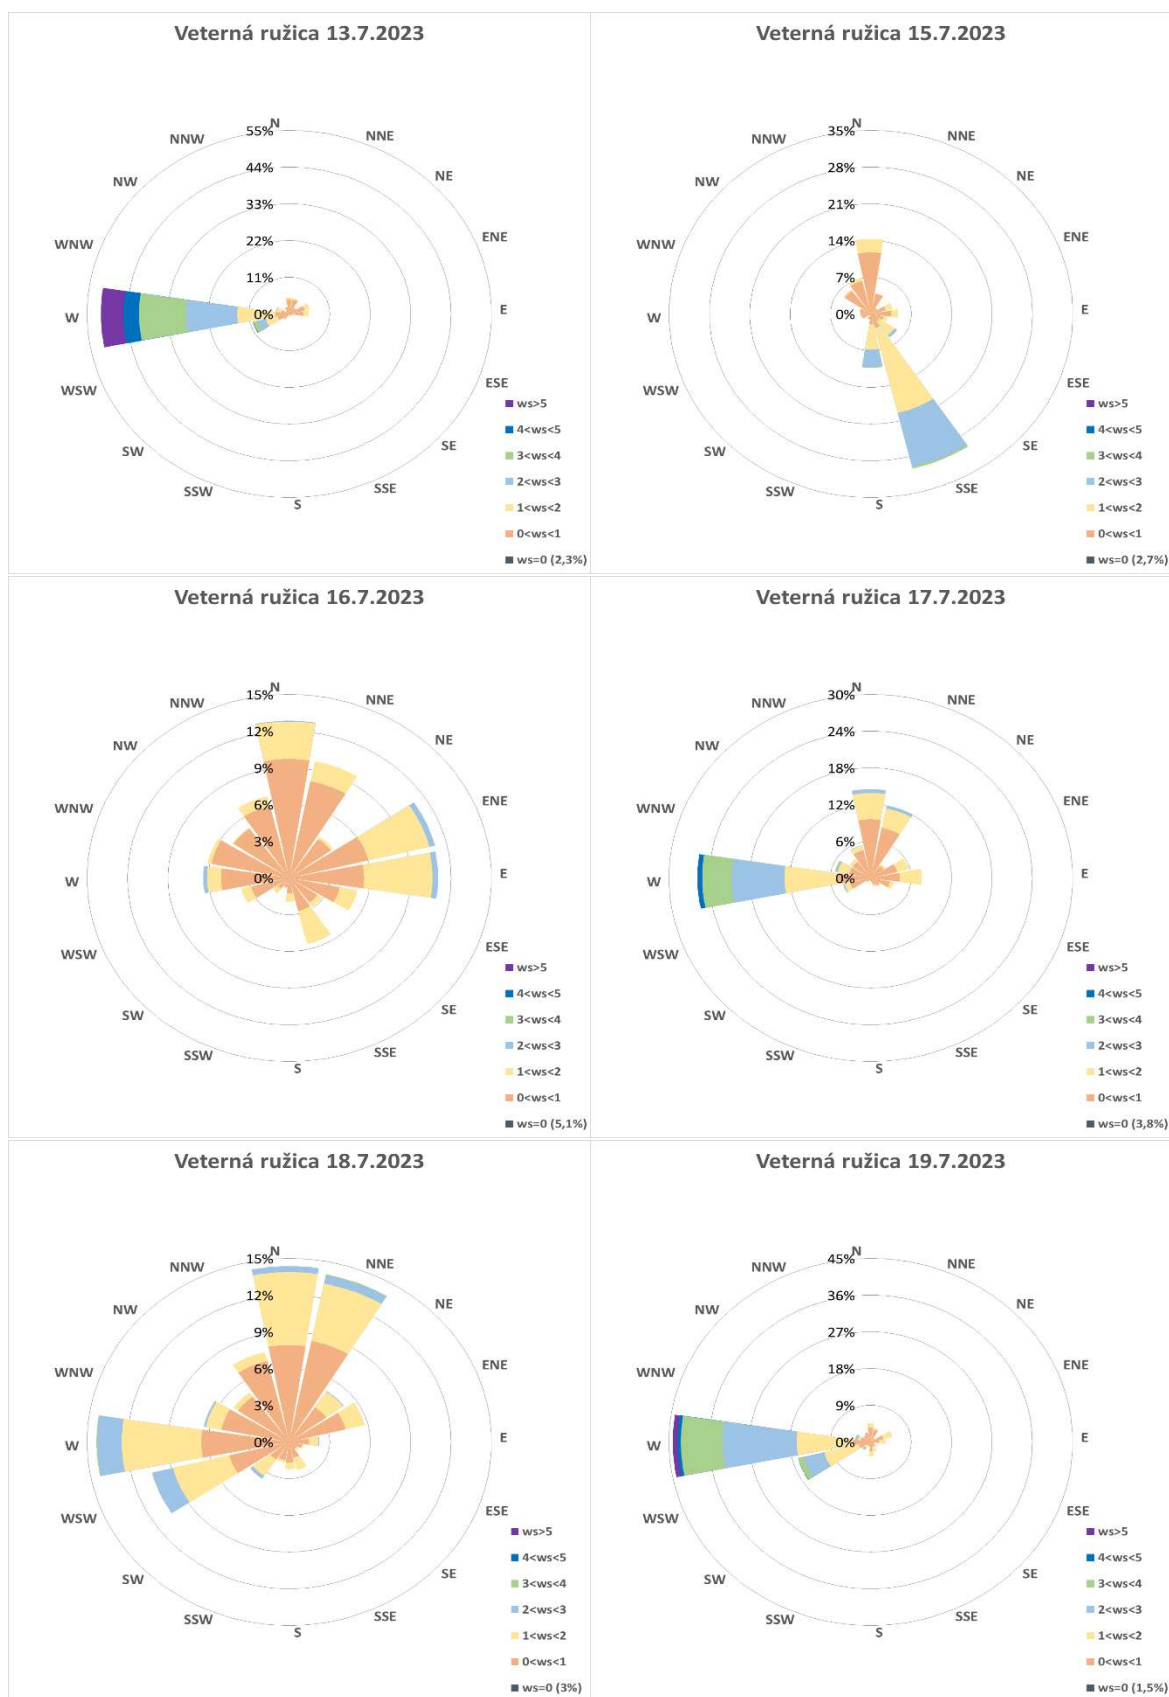 Veterná ružica 13.7.2023
N
NNE
NE
ENE
E
ESE
SE
SSE
S
SSW
SW
WSW
W
WNW
NW
NNW
55%
44%
33%
22%
11%
0%
ws>5
4<ws<5
3<ws<4
2<ws<3
1<ws<2
0<ws<1
ws=0 (2,3%)
Veterná ružica 15.7.2023
N
NNE
NE
ENE
E
ESE
SE
SSE
S
SSW
SW
WSW
W
WNW
NW
NNW
35%
28%
21%
14%
7%
0%
ws>5
4<ws<5
3<ws<4
2<ws<3
1<ws<2
0<ws<1
ws=0 (2,7%)
Veterná ružica 16.7.2023
N
NNE
NE
ENE
E
ESE
SE
SSE
S
SSW
SW
WSW
W
WNW
NW
NNW
15%
12%
9%
6%
3%
0%
ws>5
4<ws<5
3<ws<4
2<ws<3
1<ws<2
0<ws<1
ws=0 (5,1%)
Veterná ružica 17.7.2023
N
NNE
NE
ENE
E
ESE
SE
SSE
S
SSW
SW
WSW
W
WNW
NW
NNW
30%
24%
18%
12%
6%
0%
ws>5
4<ws<5
3<ws<4
2<ws<3
1<ws<2
0<ws<1
ws=0 (3,8%)
Veterná ružica 18.7.2023
N
NNE
NE
ENE
E
ESE
SE
SSE
S
SSW
SW
WSW
W
WNW
NW
NNW
15%
12%
9%
6%
3%
0%
ws>5
4<ws<5
3<ws<4
2<ws<3
1<ws<2
0<ws<1
ws=0 (3%)
Veterná ružica 19.7.2023
N
NNE
NE
ENE
E
ESE
SE
SSE
S
SSW
SW
WSW
W
WNW
NW
NNW
45%
36%
27%
18%
9%
0%
ws>5
4<ws<5
3<ws<4
2<ws<3
1<ws<2
0<ws<1
ws=0 (1,5%)